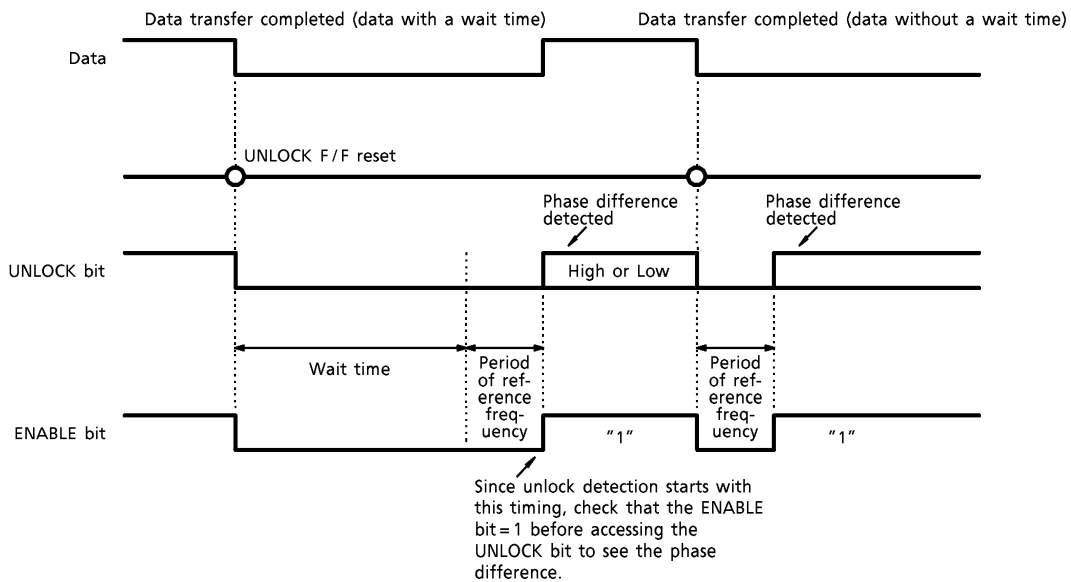 Data transfer completed (data with a wait time)
Data transfer completed (data without a wait time)
Data
UNLOCK F/F reset
Phase difference
detected
Phase difference
detected
UNLOCK bit
High or Low
Wait time
Period
of ref-
erence
freq-
uency
Period
of ref-
erence
freq-
uency
ENABLE bit
"1"
"1"
Since unlock detection starts with
this timing, check that the ENABLE
bit=1 before accessing the
UNLOCK bit to see the phase
difference.